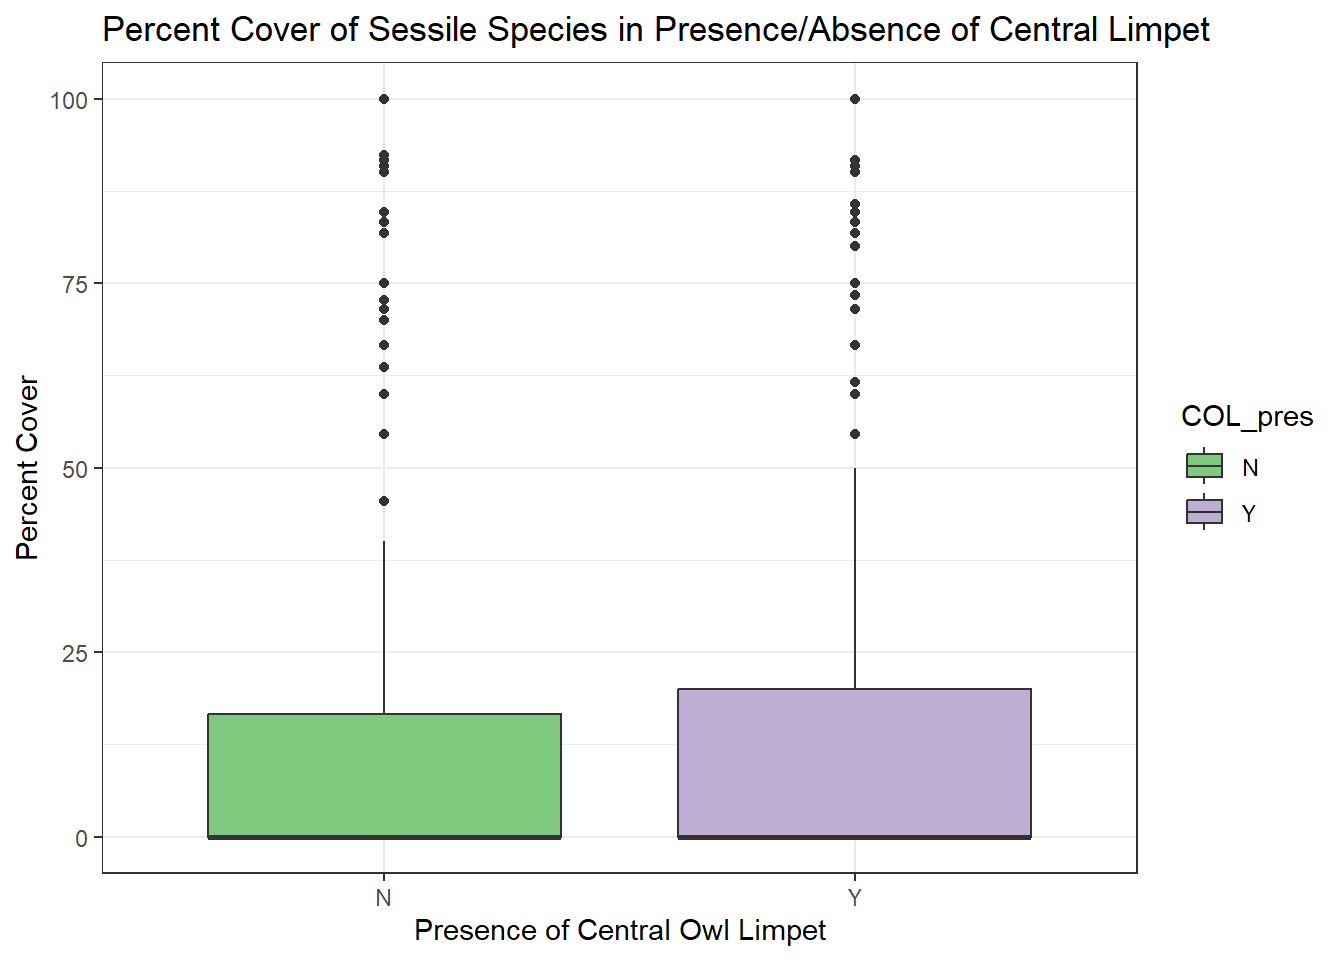 Percent Cover of Sessile Species in Presence/Absence of Central Limpet
100
75
50
25
0
Percent Cover
N
Y
Presence of Central Owl Limpet
COL_pres
N
Y